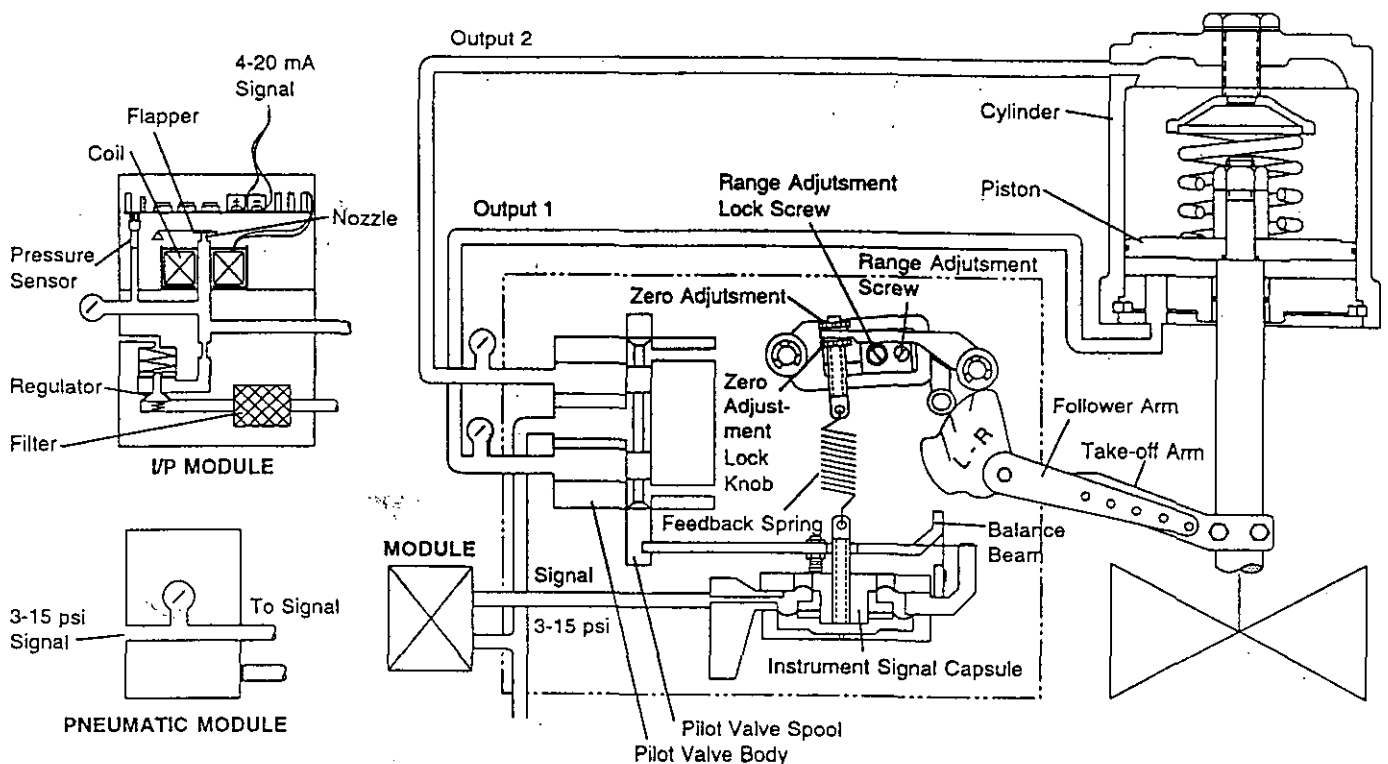 Output 2
4-20 mA
Signal
Flapper
Coil
Nozzle
Pressure
Sensor
Regulator
Filter
I/P MODULE
Output 1
Range Adjutsment
Lock Screw
Range Adjutsment
Screw
Zero Adjutsment
Zero
Adjust-
ment
Lock
Knob
Cylinder
Piston
Follower Arm
Take-off Arm
L-R
Feedback Spring
Balance
Beam
MODULE
Signal
3-15 psi
Instrument Signal Capsule
Pilot Valve Spool
Pilot Valve Body
3-15 psi
Signal
To Signal
PNEUMATIC MODULE